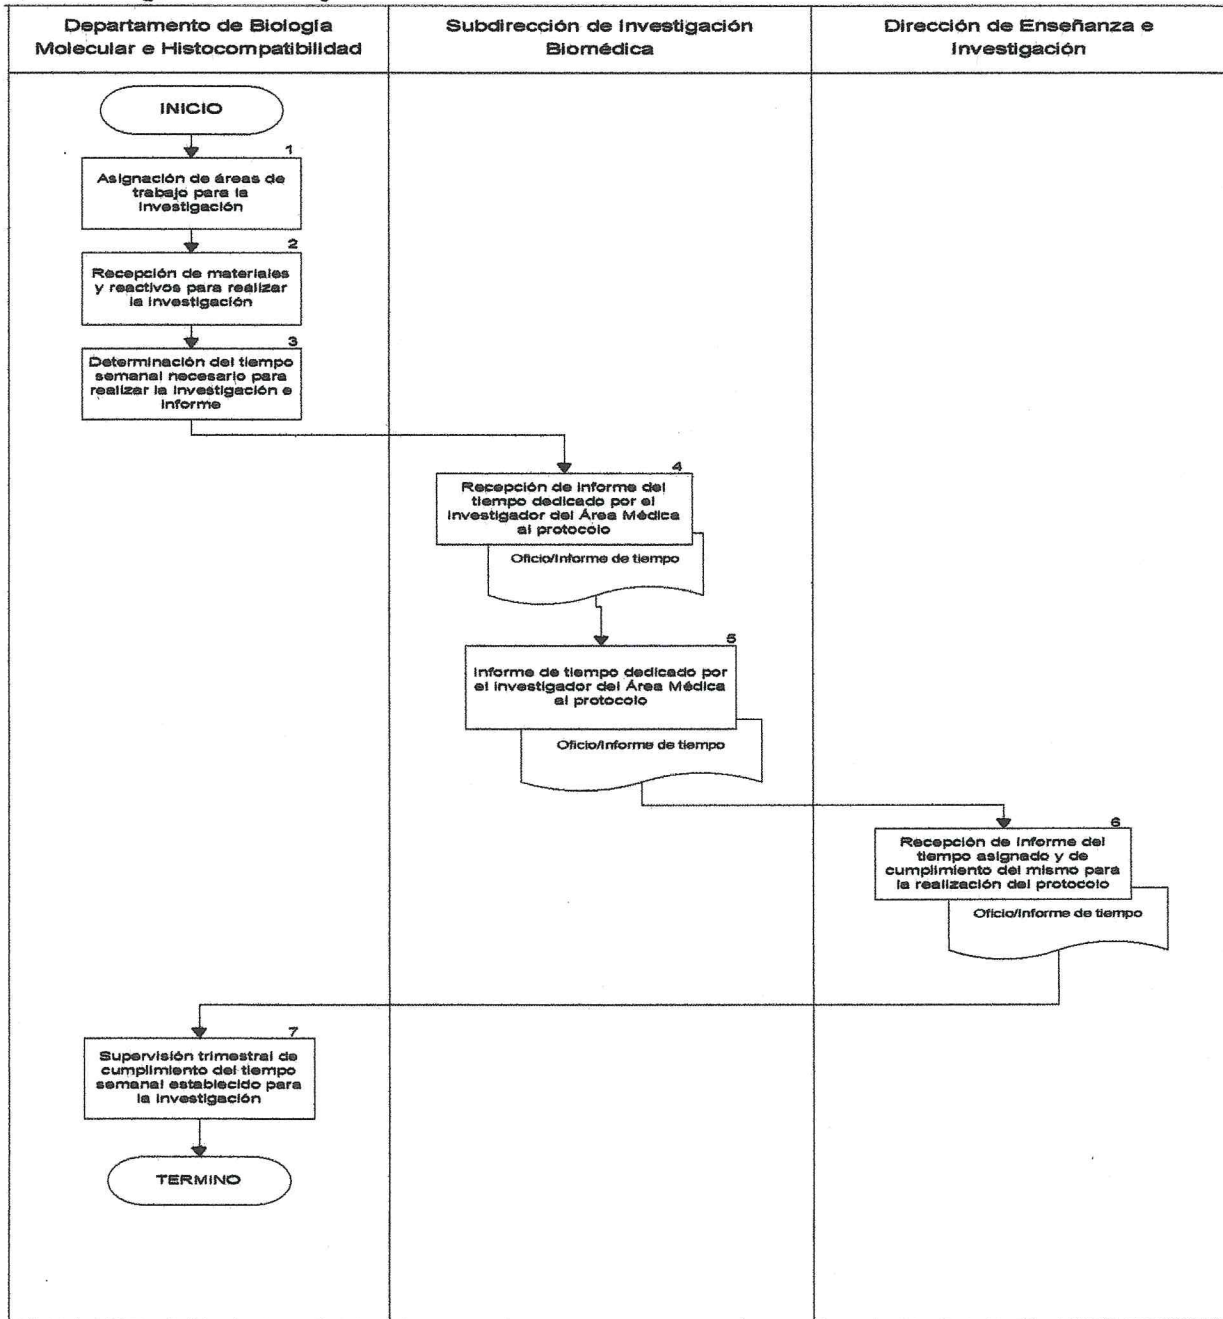 Departamento de Biología
Molecular e Histocompatibilidad
Subdirección de Investigación
Biomédica
Dirección de Enseñanza e
Investigación
INICIO
1
Asignación de áreas de
trabajo para la
investigación
2
Recepción de materiales
y reactivos para realizar
la investigación
3
Determinación del tiempo
semanal necesario para
realizar la investigación e
informe
4
Recepción de informe del
tiempo dedicado por el
investigador del Área Médica
al protocolo
Oficio/Informe de tiempo
5
Informe de tiempo dedicado por
el investigador del Área Médica
al protocolo
Oficio/Informe de tiempo
6
Recepción de informe del
tiempo asignado y de
cumplimiento del mismo para
la realización del protocolo
Oficio/Informe de tiempo
7
Supervisión trimestral de
cumplimiento del tiempo
semanal establecido para
la investigación
TERMINO